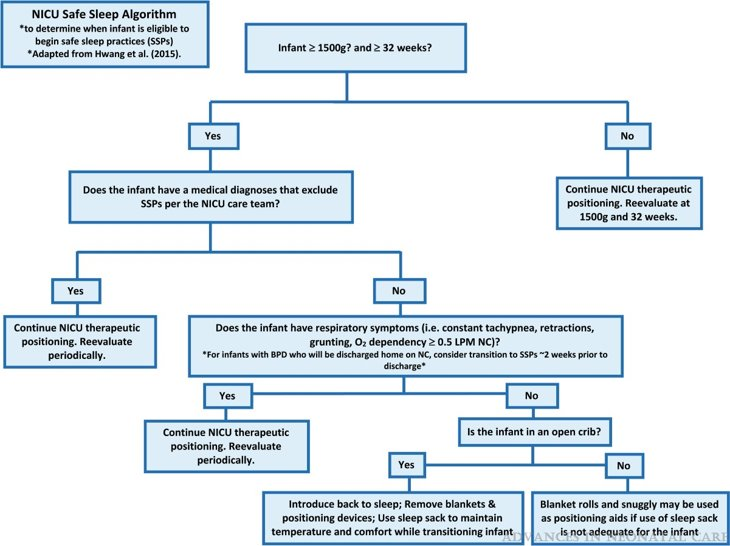 NICU Safe Sleep Algorithm
*to determine when infant is eligible to
begin safe sleep practices (SSPs)
*Adapted from Hwang et al. (2015).
Infant ≥ 1500g? and ≥ 32 weeks?
Yes
No
Does the infant have a medical diagnoses that exclude
SSPs per the NICU care team?
Continue NICU therapeutic
positioning. Reevaluate at
1500g and 32 weeks.
Yes
No
Continue NICU therapeutic
positioning. Reevaluate
periodically.
Does the infant have respiratory symptoms (i.e. constant tachypnea, retractions,
grunting, O₂ dependency ≥ 0.5 LPM NC)?
*For infants with BPD who will be discharged home on NC, consider transition to SSPs ~2 weeks prior to
discharge*
Yes
No
Continue NICU therapeutic
positioning. Reevaluate
periodically.
Is the infant in an open crib?
Yes
No
Introduce back to sleep; Remove blankets &
positioning devices; Use sleep sack to maintain
temperature and comfort while transitioning infant
Blanket rolls and snuggly may be used
as positioning aids if use of sleep sack
is not adequate for the infant
ADVANCES IN NEONATAL CARE